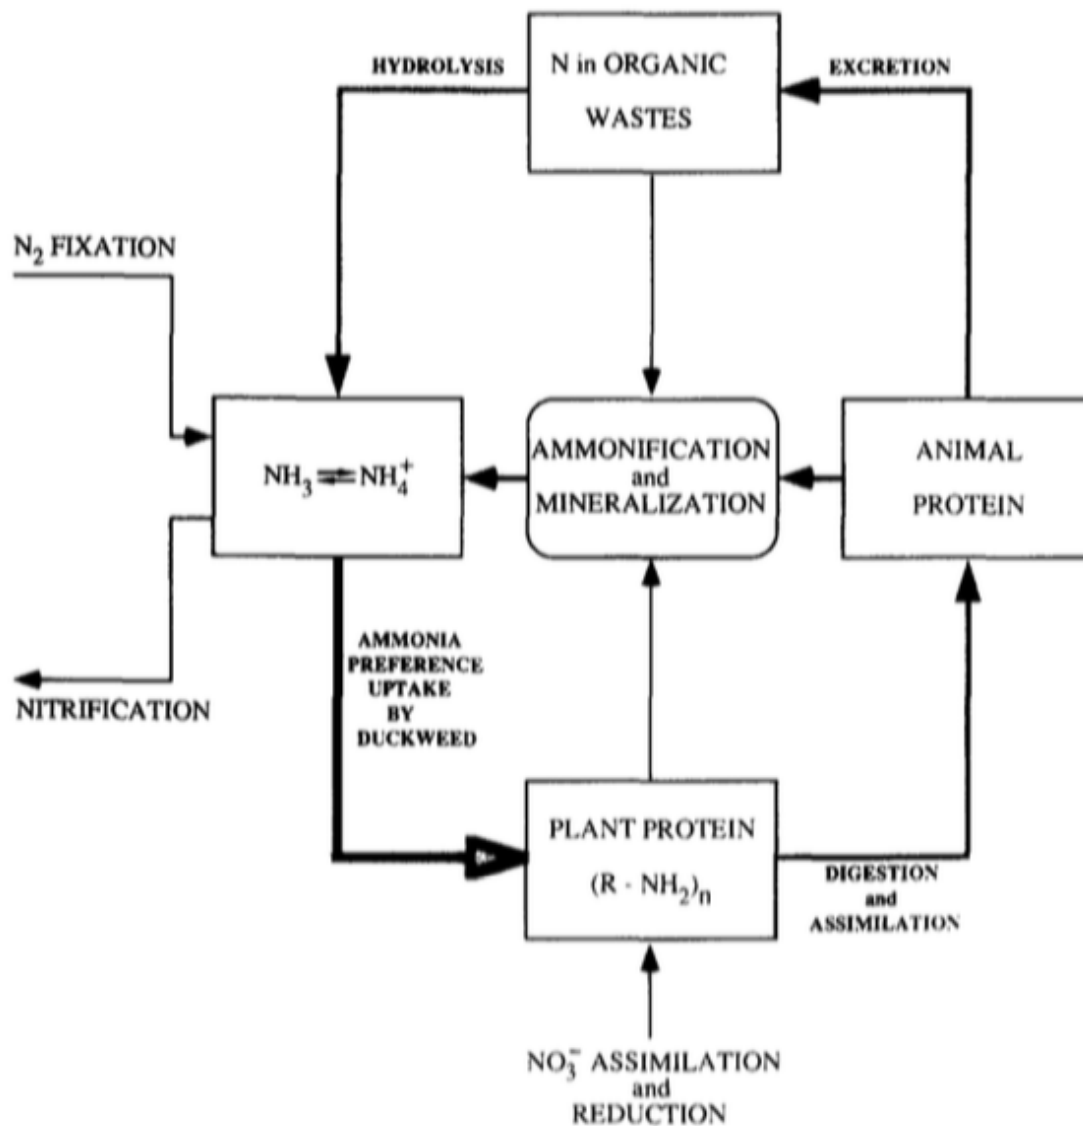 HYDROLYSIS
N in ORGANIC
WASTES
EXCRETION
N₂ FIXATION
NH₃ ⇌ NH₄⁺
AMMONIFICATION
and
MINERALIZATION
ANIMAL
PROTEIN
NITRIFICATION
AMMONIA
PREFERENCE
UPTAKE
BY
DUCKWEED
PLANT PROTEIN
(R - NH₂)ₙ
DIGESTION
and
ASSIMILATION
NO₃⁻ ASSIMILATION
and
REDUCTION